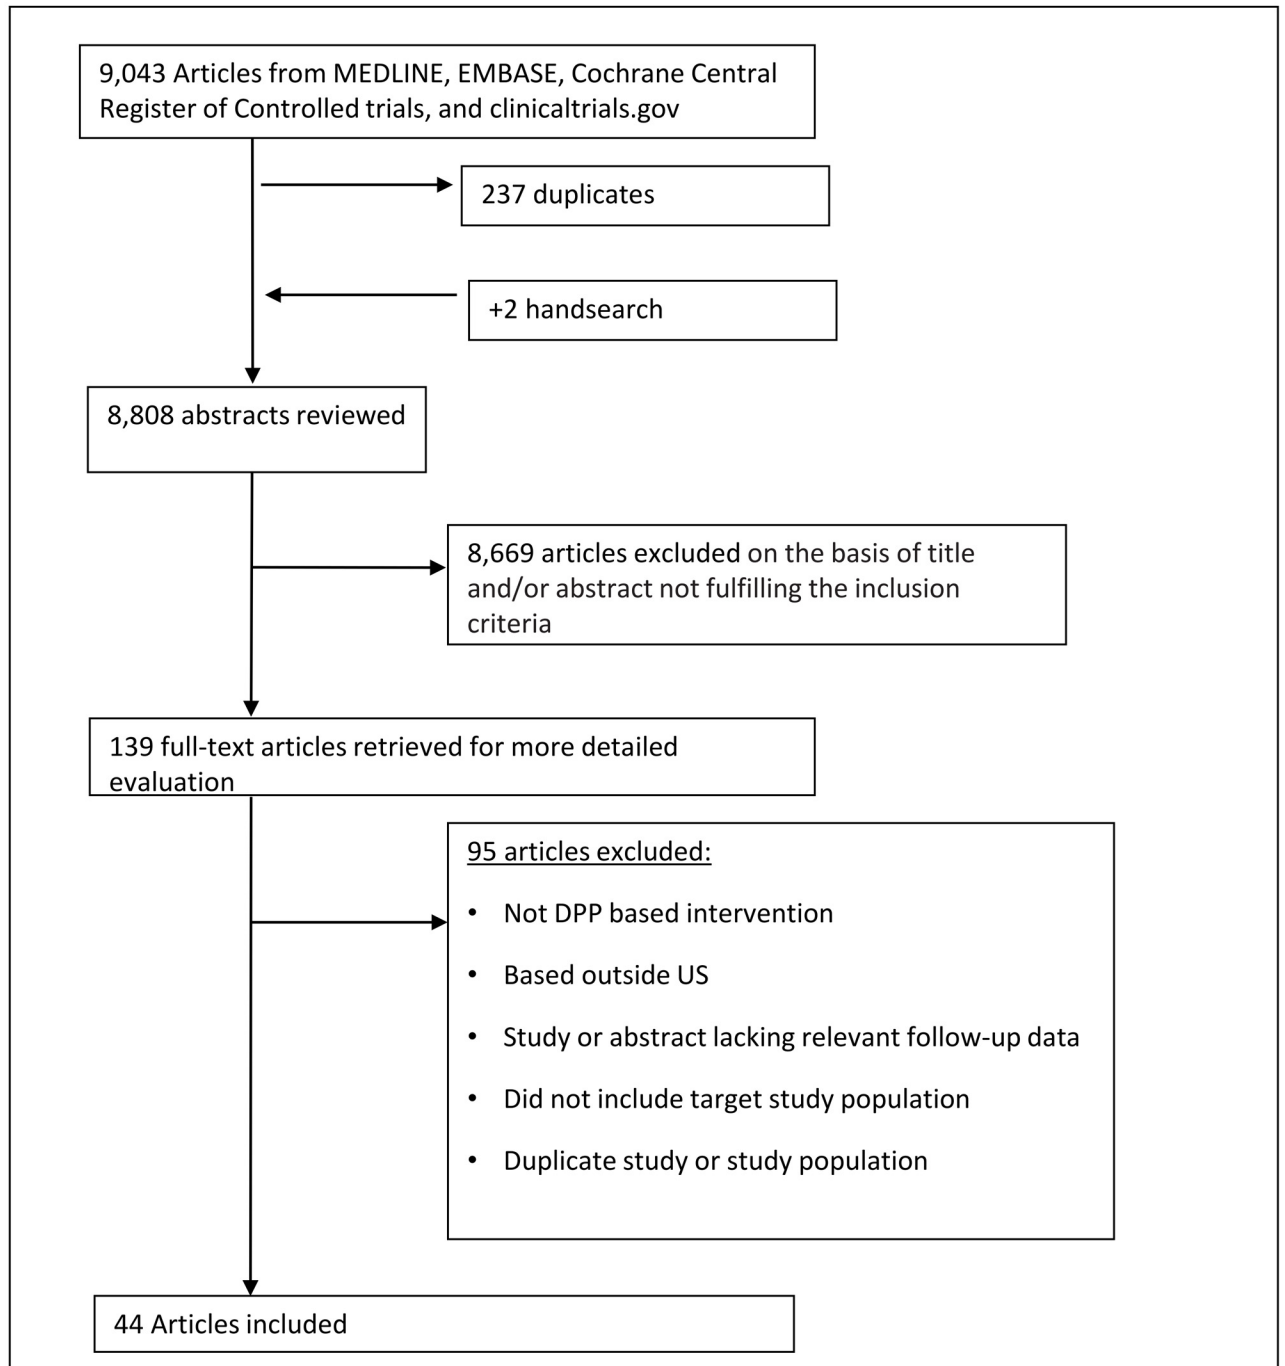 9,043 Articles from MEDLINE, EMBASE, Cochrane Central
Register of Controlled trials, and clinicaltrials.gov
237 duplicates
+2 handsearch
8,808 abstracts reviewed
8,669 articles excluded on the basis of title
and/or abstract not fulfilling the inclusion
criteria
139 full-text articles retrieved for more detailed
evaluation
95 articles excluded:
• Not DPP based intervention
• Based outside US
• Study or abstract lacking relevant follow-up data
• Did not include target study population
• Duplicate study or study population
44 Articles included